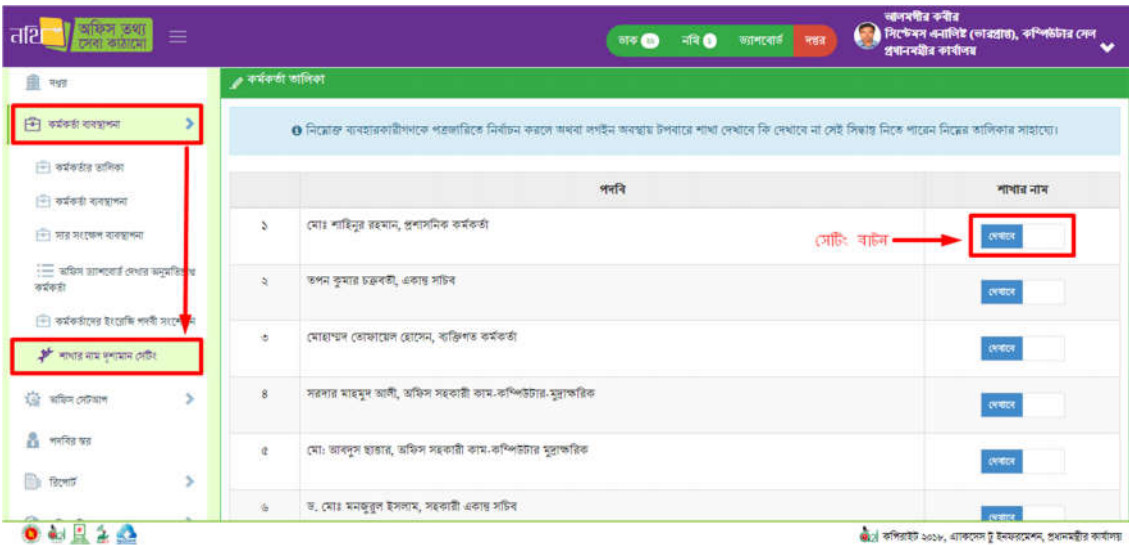 নথি অফিস তথ্য সেবা কাঠামো
ডাক নথি ড্যাশবোর্ড দপ্তর
আলমগীর কবীর
সিস্টেমস এনালিস্ট (ভারপ্রাপ্ত), কম্পিউটার সেল
প্রধানমন্ত্রীর কার্যালয়
দপ্তর
কর্মকর্তা ব্যবস্থাপনা
কর্মকর্তার তালিকা
কর্মকর্তা ব্যবস্থাপনা
সার সংক্ষেপ ব্যবস্থাপনা
অফিস ড্যাশবোর্ড দেখার
কর্মকর্তা
কর্মকর্তাদের ইংরেজি পদবী
শাখার নাম দৃশ্যমান সেটিং
অফিস সেটআপ
পদবির স্তর
রিপোর্ট
কর্মকর্তা তালিকা
নিম্নোক্ত ব্যবহারকারীগণকে পত্রজারিতে নির্বাচন করলে অথবা লগইন অবস্থায় উপবারে শাখা দেখাবে কি দেখাবে না সেই সিদ্ধান্ত নিতে পারেন নিম্নের তালিকার সাহায্যে।
পদবি শাখার নাম
১ মোঃ শাহিনুর রহমান, প্রশাসনিক কর্মকর্তা দেখাবে
সেটিং বাটন
২ তপন কুমার চক্রবর্তী, একান্ত সচিব দেখাবে
৩ মোহাম্মদ তোফায়েল হোসেন, ব্যক্তিগত কর্মকর্তা দেখাবে
৪ সরদার মাহমুদ আলী, অফিস সহকারী কাম-কম্পিউটার-মুদ্রাক্ষরিক দেখাবে
৫ মো: আবদুস ছাত্তার, অফিস সহকারী কাম-কম্পিউটার মুদ্রাক্ষরিক দেখাবে
৬ ড. মোঃ মনজুরুল ইসলাম, সহকারী একান্ত সচিব দেখাবে
কপিরাইট ২০১৮, এ্যাকসেস টু ইনফরমেশন, প্রধানমন্ত্রীর কার্যালয়